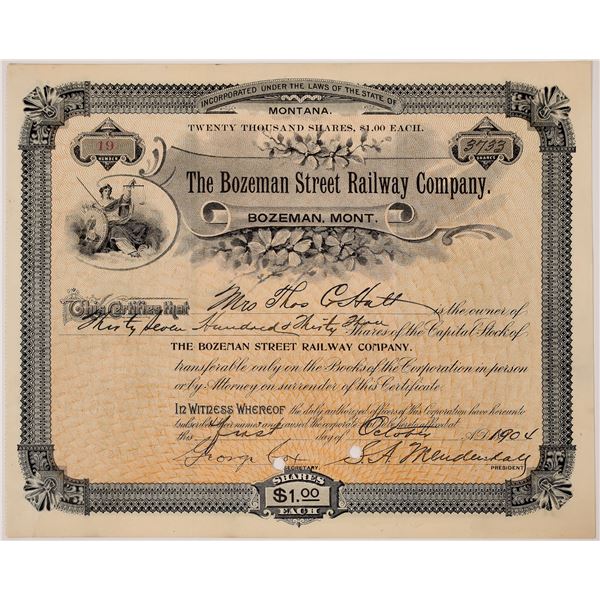 INCORPORATED UNDER THE LAWS OF THE STATE OF
MONTANA.
TWENTY THOUSAND SHARES, $1.00 EACH.
19
NUMBER
3733
SHARES
The Bozeman Street Railway Company.
BOZEMAN, MONT.
This Certifies that Mrs Thos C Hall is the owner of
Thirty Seven Hundred & Thirty Shares of the Capital Stock of
THE BOZEMAN STREET RAILWAY COMPANY.
transferable only on the Books of the Corporation in person
or by Attorney on surrender of this Certificate.
IN WITNESS WHEREOF the duly authorized officers of this Corporation have hereunto
subscribed their names and caused the corporate Seal to be hereto affixed at
this first day of October A.D. 1904
George Cox
SECRETARY.
S. A. Mendenhall
PRESIDENT
SHARES
$1.00
EACH